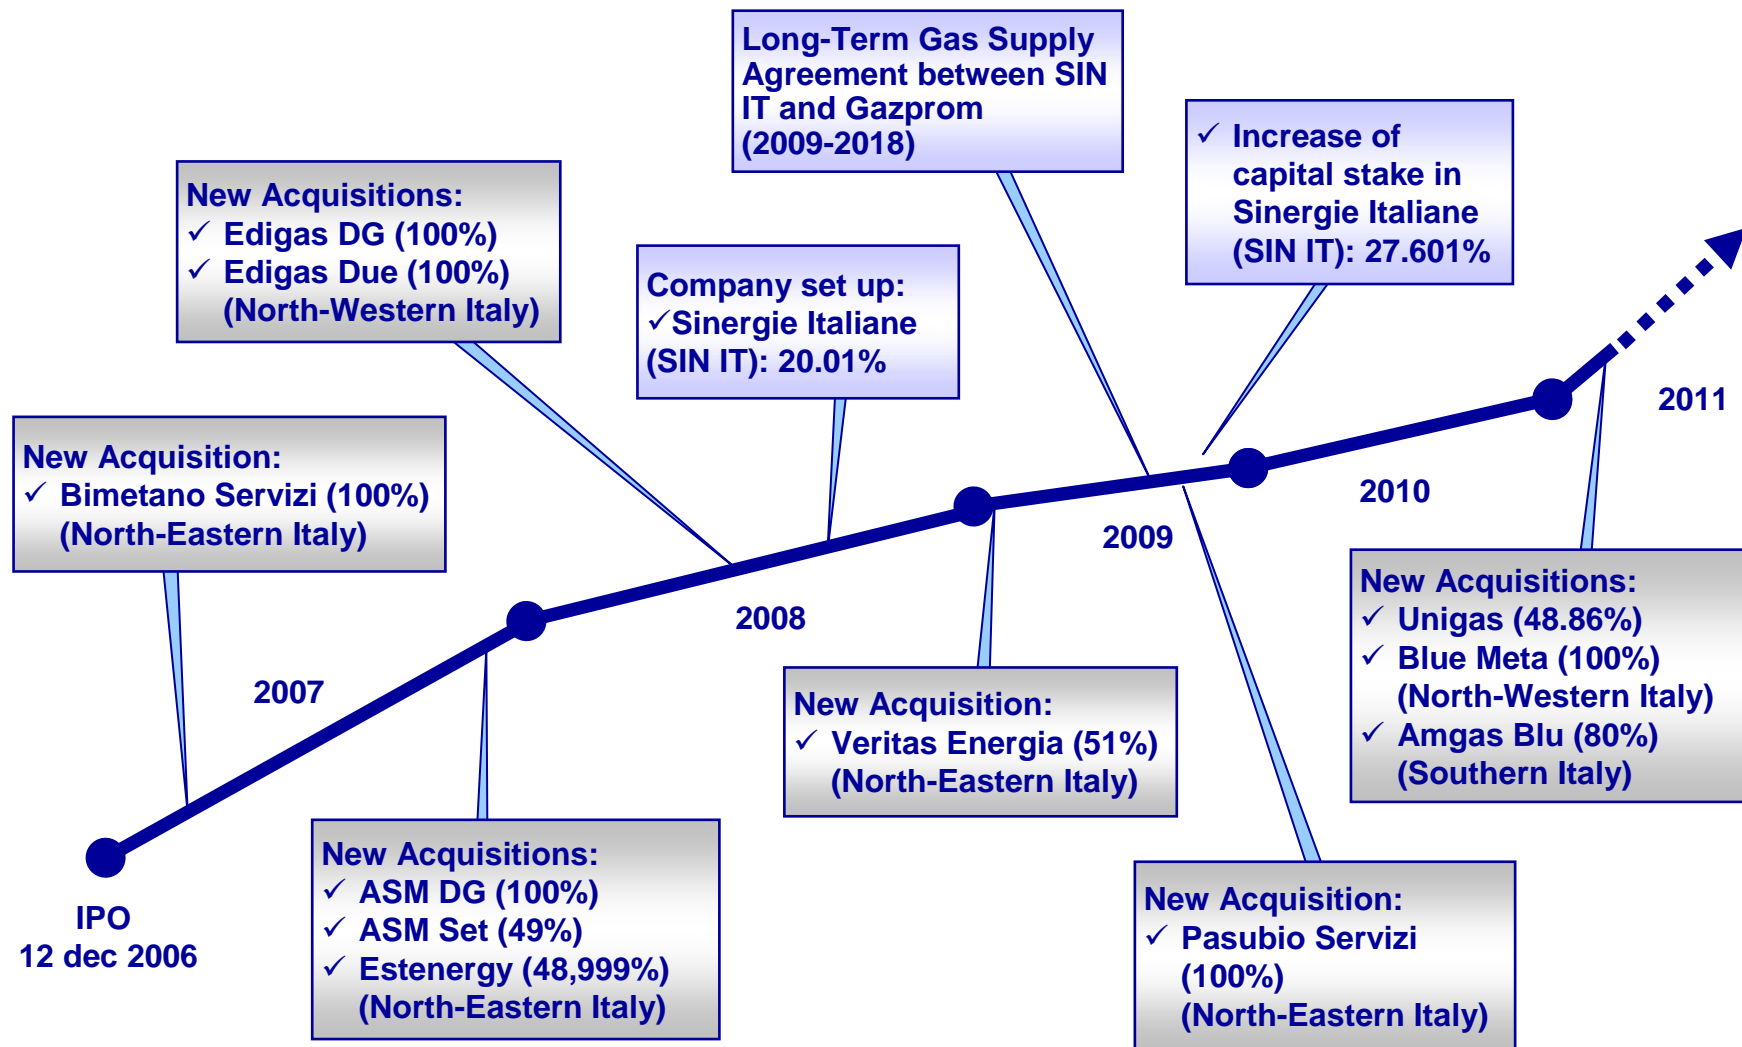 Long-Term Gas Supply
Agreement between SIN
IT and Gazprom
(2009-2018)
✓ Increase of
capital stake in
Sinergie Italiane
(SIN IT): 27.601%
New Acquisitions:
✓ Edigas DG (100%)
✓ Edigas Due (100%)
(North-Western Italy)
Company set up:
✓Sinergie Italiane
(SIN IT): 20.01%
2011
New Acquisition:
✓ Bimetano Servizi (100%)
(North-Eastern Italy)
2010
2009
2008
2007
New Acquisitions:
✓ Unigas (48.86%)
✓ Blue Meta (100%)
(North-Western Italy)
✓ Amgas Blu (80%)
(Southern Italy)
New Acquisition:
✓ Veritas Energia (51%)
(North-Eastern Italy)
New Acquisitions:
✓ ASM DG (100%)
✓ ASM Set (49%)
✓ Estenergy (48,999%)
(North-Eastern Italy)
New Acquisition:
✓ Pasubio Servizi
(100%)
(North-Eastern Italy)
IPO
12 dec 2006